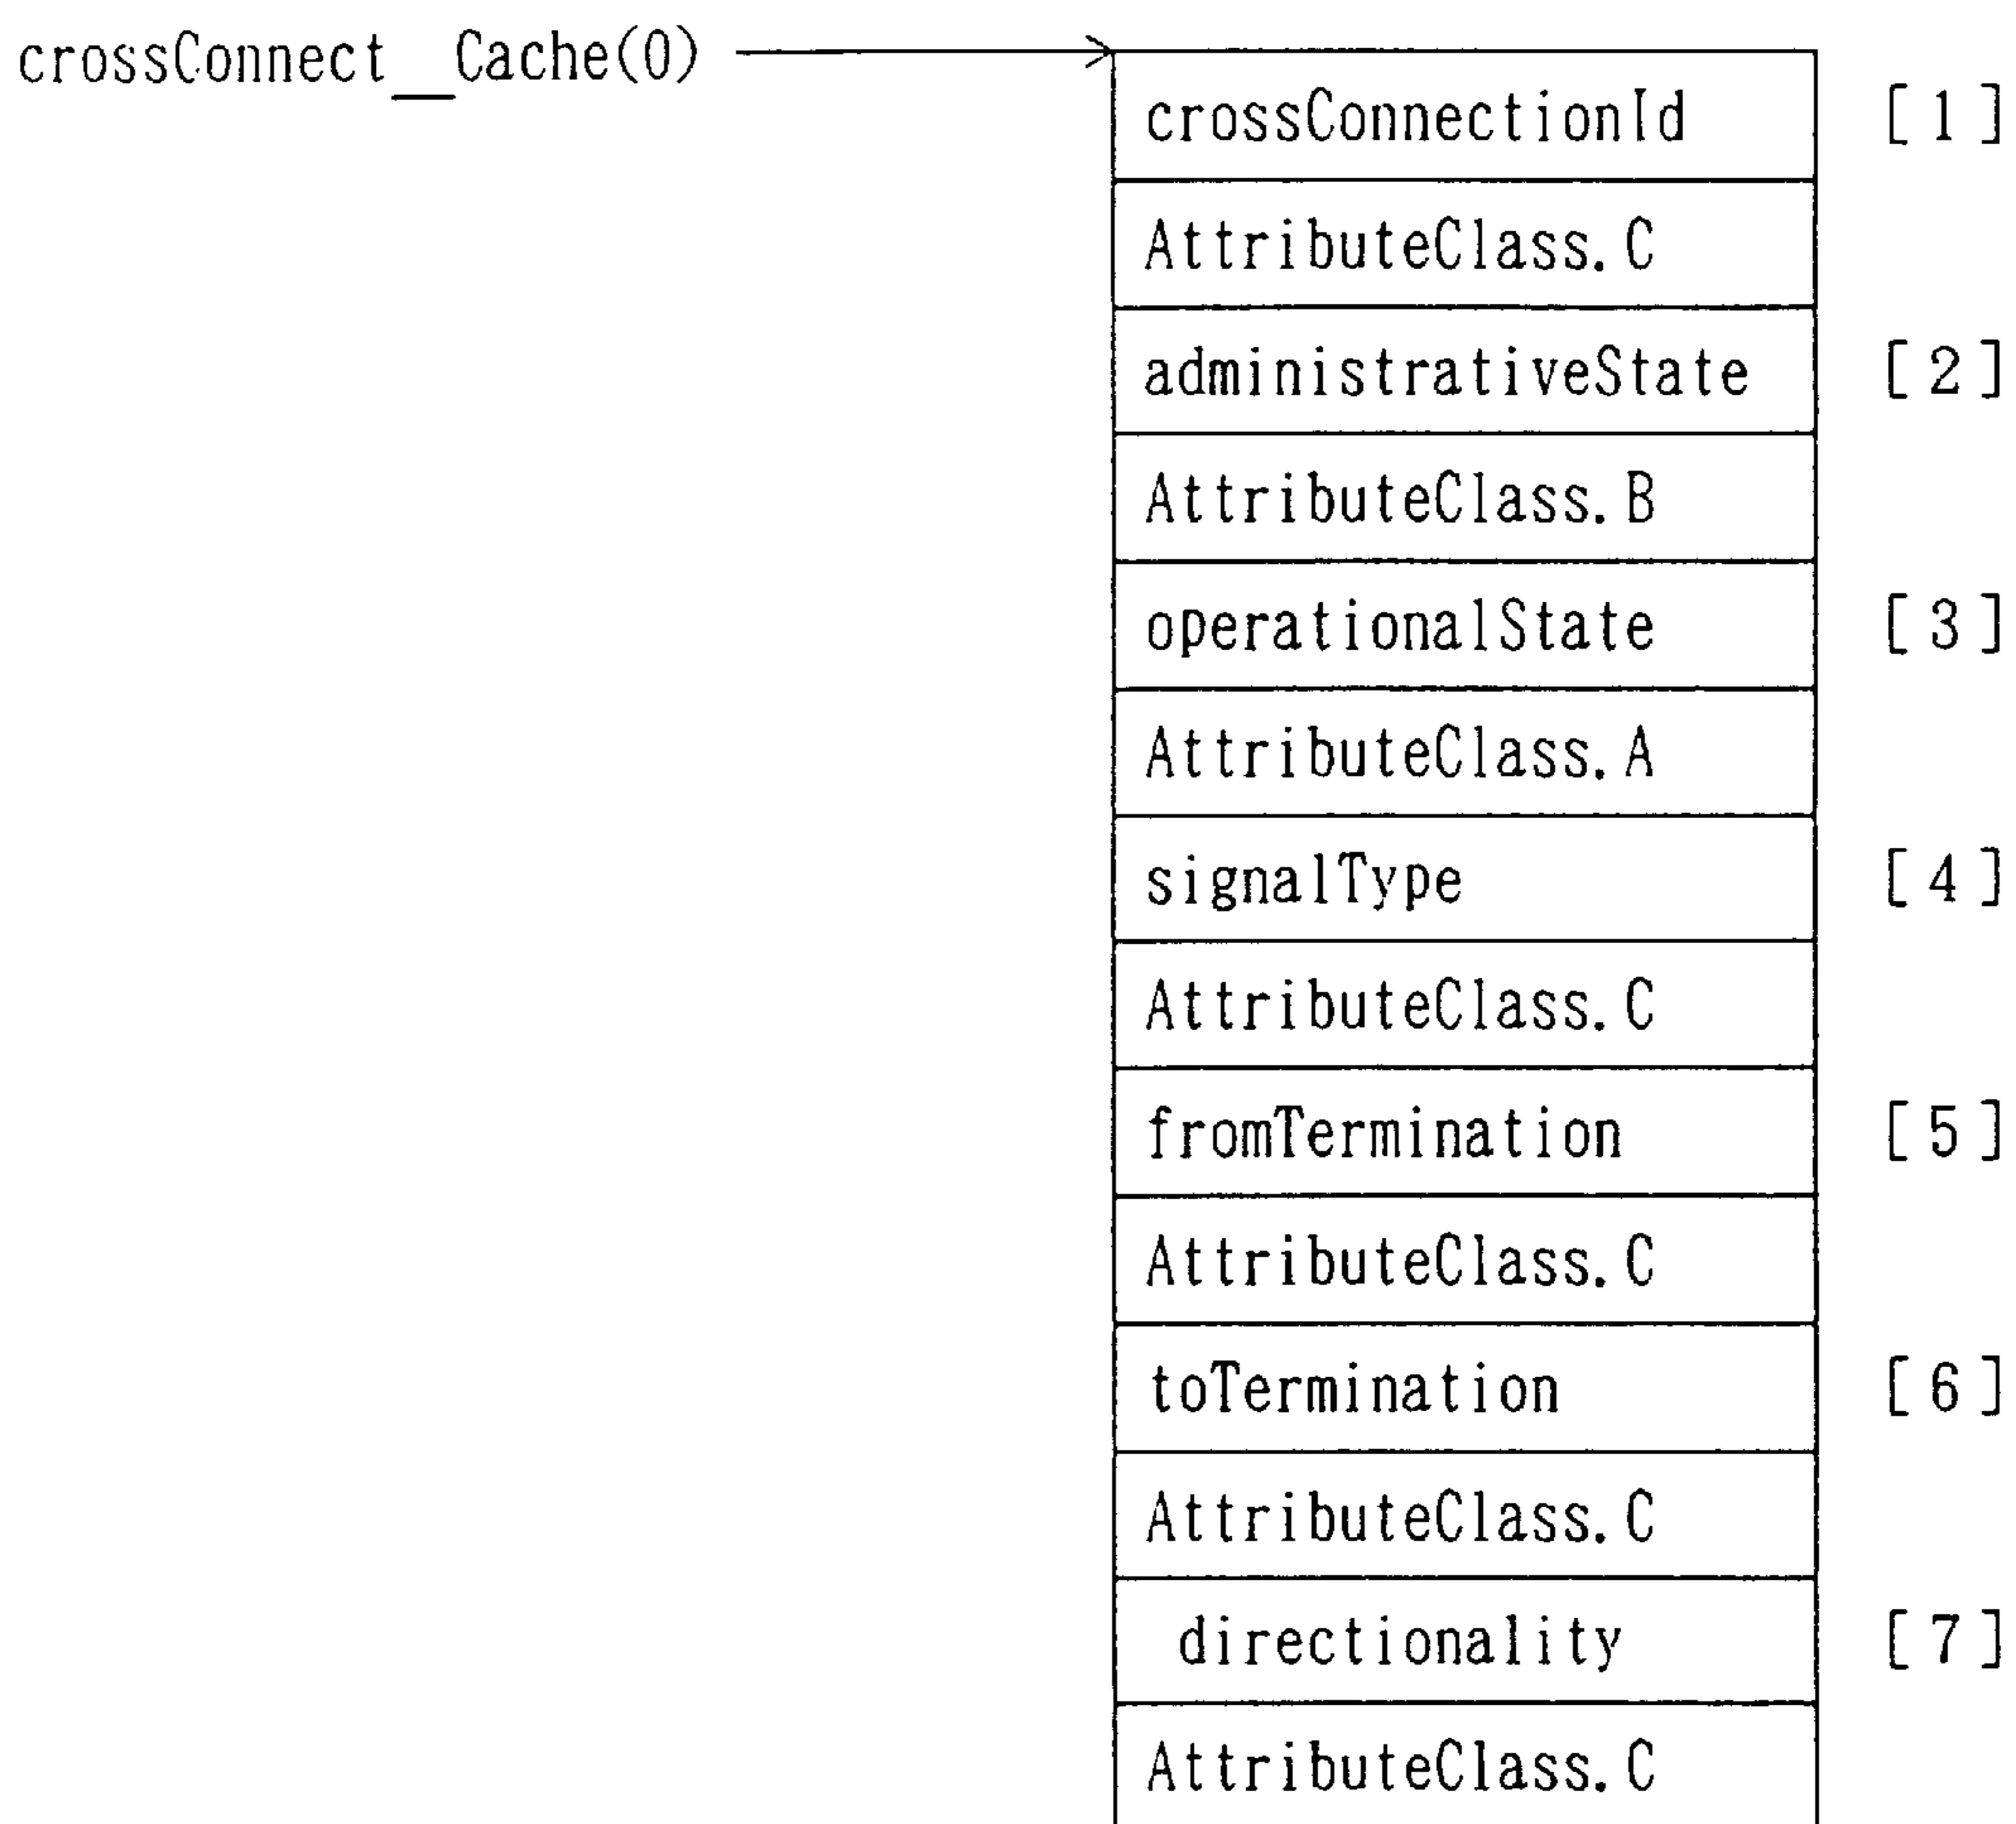 crossConnect__Cache(0)
crossConnectionId [1]
AttributeClass.C
administrativeState [2]
AttributeClass.B
operationalState [3]
AttributeClass.A
signalType [4]
AttributeClass.C
fromTermination [5]
AttributeClass.C
toTermination [6]
AttributeClass.C
directionality [7]
AttributeClass.C